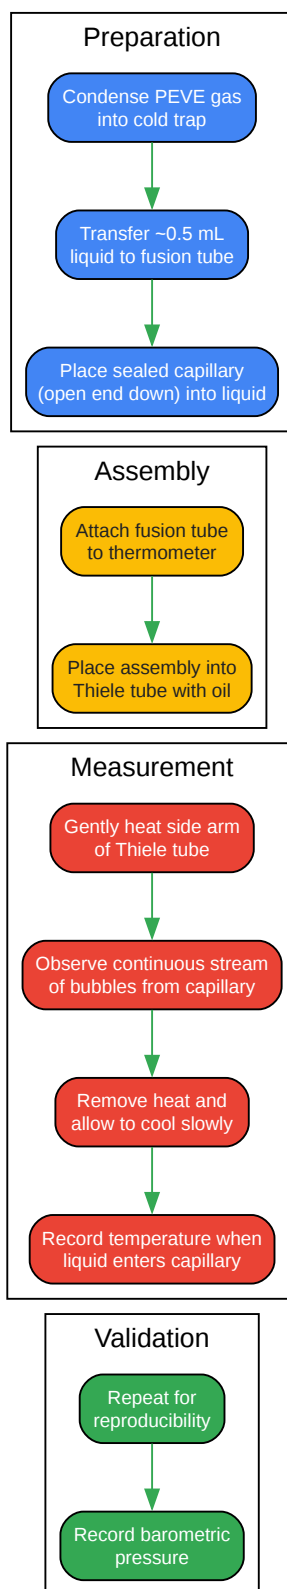 Preparation
Condense PEVE gas
into cold trap
Transfer ~0.5 mL
liquid to fusion tube
Place sealed capillary
(open end down) into liquid
Assembly
Attach fusion tube
to thermometer
Place assembly into
Thiele tube with oil
Measurement
Gently heat side arm
of Thiele tube
Observe continuous stream
of bubbles from capillary
Remove heat and
allow to cool slowly
Record temperature when
liquid enters capillary
Validation
Repeat for
reproducibility
Record barometric
pressure